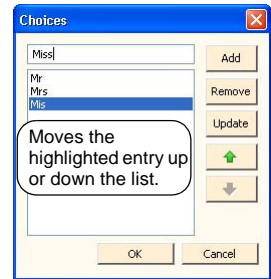 Choices
Miss
Add
Mr
Mrs
Mis
Remove
Update
Moves the
highlighted entry up
or down the list.
OK
Cancel